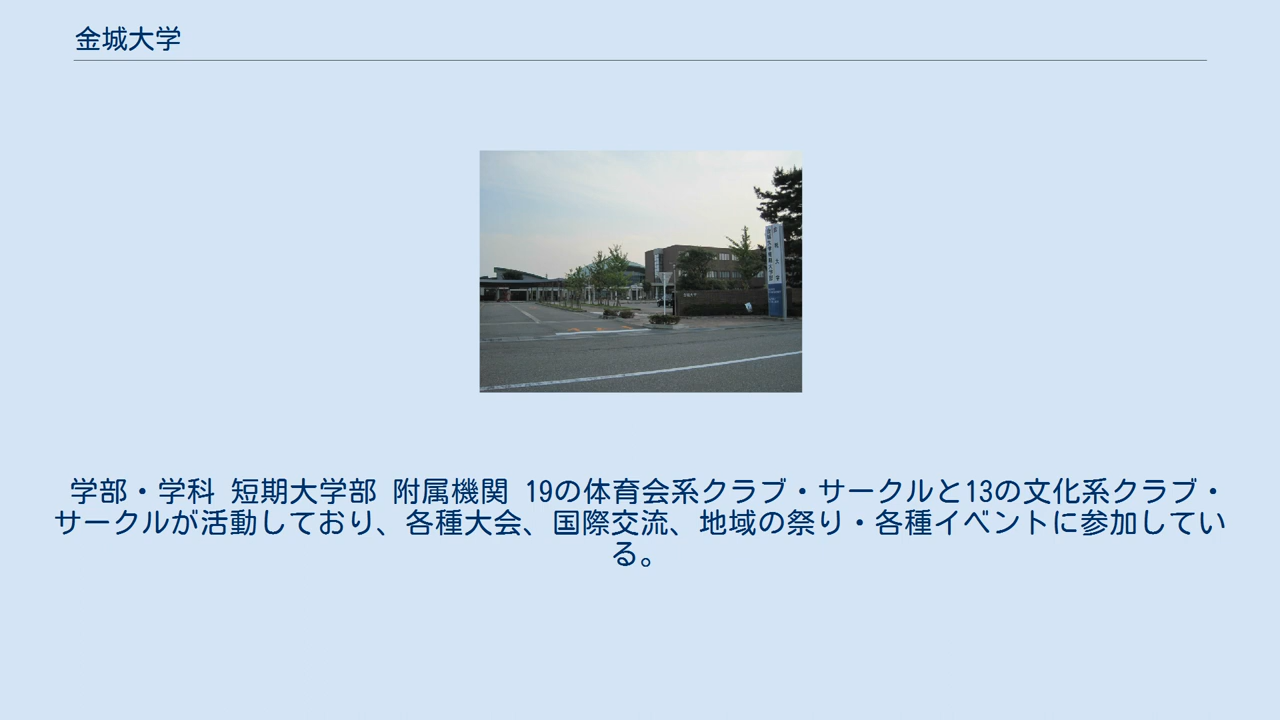 金城大学
学部・学科 短期大学部 附属機関 19の体育会系クラブ・サークルと13の文化系クラブ・
サークルが活動しており、各種大会、国際交流、地域の祭り・各種イベントに参加してい
る。